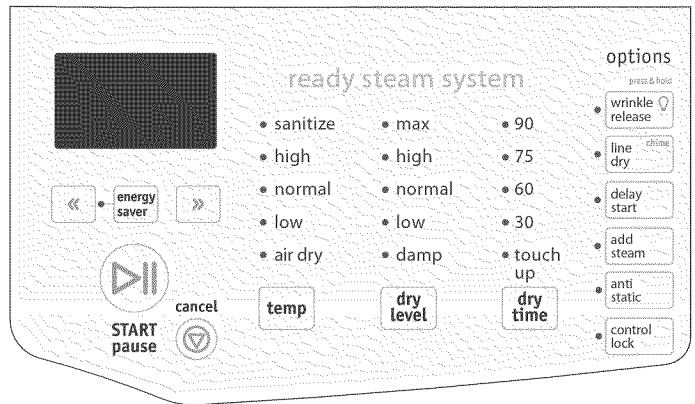 options
ready steam system
press & hold
wrinkle
release
chime
line
dry
delay
start
add
steam
anti
static
control
lock
sanitize
high
normal
low
air dry
temp
max
high
normal
low
damp
dry
level
90
75
60
30
touch
up
dry
time
«
energy
saver
»
START
pause
cancel